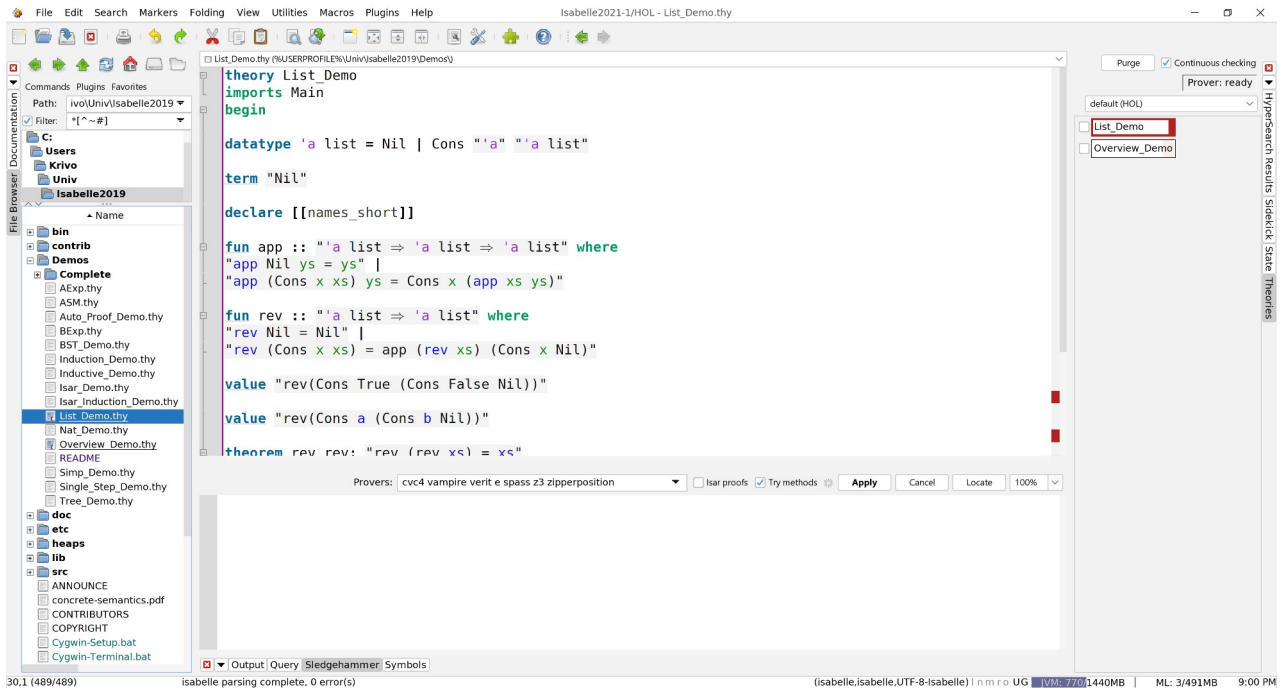 File Edit Search Markers Folding View Utilities Macros Plugins Help
Isabelle2021-1/HOL - List_Demo.thy
List_Demo.thy (%USERPROFILE%\Univ\Isabelle2019\Demos\)
Commands Plugins Favorites
Path: ivo\Univ\Isabelle2019
Filter: *[^~#]
C:
Users
Krivo
Univ
Isabelle2019
Name
bin
contrib
Demos
Complete
AExp.thy
ASM.thy
Auto_Proof_Demo.thy
BExp.thy
BST_Demo.thy
Induction_Demo.thy
Inductive_Demo.thy
Isar_Demo.thy
Isar_Induction_Demo.thy
List_Demo.thy
Nat_Demo.thy
Overview_Demo.thy
README
Simp_Demo.thy
Single_Step_Demo.thy
Tree_Demo.thy
doc
etc
heaps
lib
src
ANNOUNCE
concrete-semantics.pdf
CONTRIBUTORS
COPYRIGHT
Cygwin-Setup.bat
Cygwin-Terminal.bat
Documentation
File Browser
theory List_Demo
imports Main
begin
datatype 'a list = Nil | Cons "'a" "'a list"
term "Nil"
declare [[names_short]]
fun app :: "'a list ⇒ 'a list ⇒ 'a list" where
"app Nil ys = ys" |
"app (Cons x xs) ys = Cons x (app xs ys)"
fun rev :: "'a list ⇒ 'a list" where
"rev Nil = Nil" |
"rev (Cons x xs) = app (rev xs) (Cons x Nil)"
value "rev(Cons True (Cons False Nil))"
value "rev(Cons a (Cons b Nil))"
theorem rev_rev: "rev (rev xs) = xs"
Provers: cvc4 vampire verit e spass z3 zipperposition Isar proofs Try methods Apply Cancel Locate 100%
Output Query Sledgehammer Symbols
Purge Continuous checking
Prover: ready
default (HOL)
List_Demo
Overview_Demo
HyperSearch Results
Sidekick
State
Theories
30,1 (489/489) isabelle parsing complete, 0 error(s) (isabelle,isabelle,UTF-8-Isabelle) | n m r o UG JVM: 770/1440MB ML: 3/491MB 9:00 PM